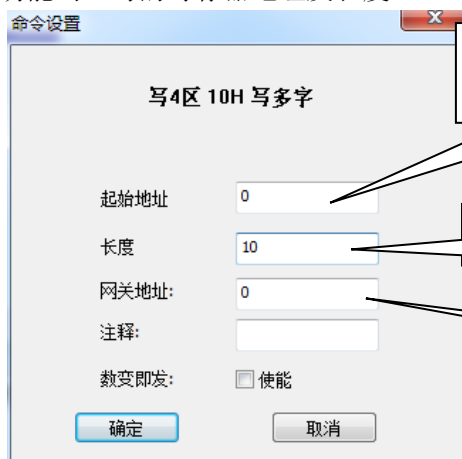 命令设置
写4区 10H 写多字
起始地址 0
长度 10
网关地址: 0
注释:
数变即发: 使能
确定 取消